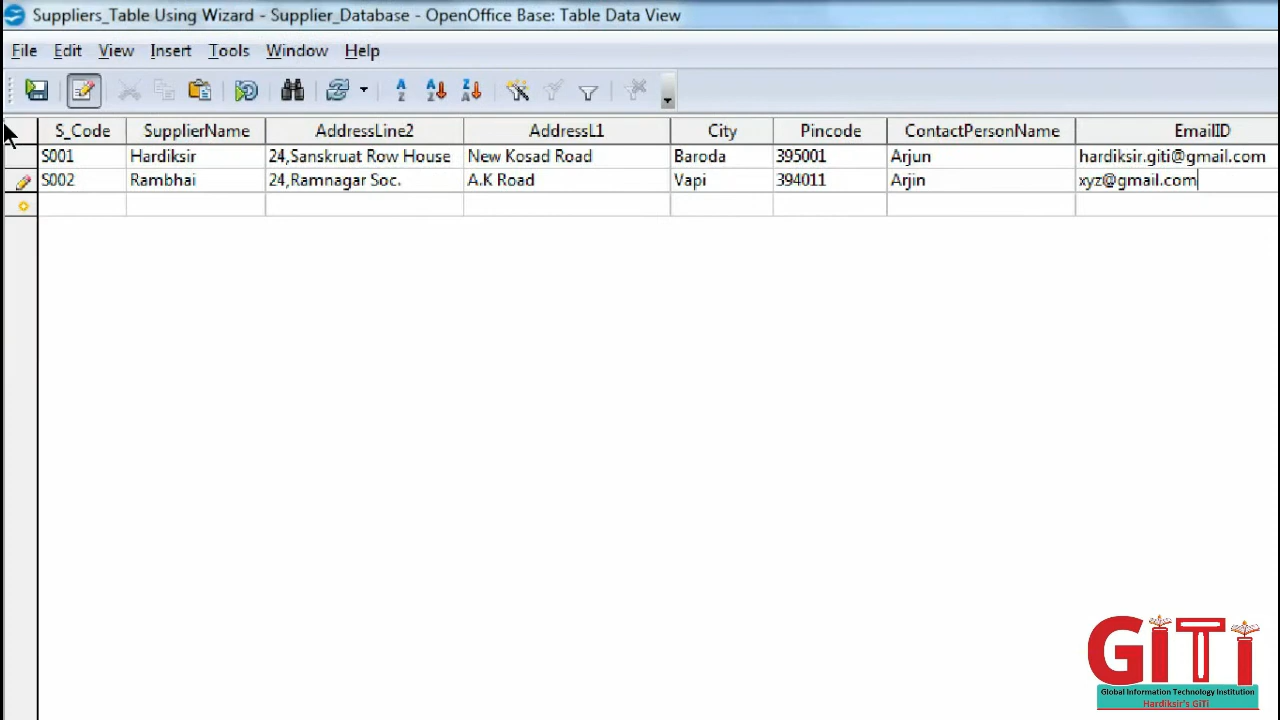 Suppliers_Table Using Wizard - Supplier_Database - OpenOffice Base: Table Data View
File Edit View Insert Tools Window Help
S_Code SupplierName AddressLine2 AddressL1 City Pincode ContactPersonName EmailID
S001 Hardiksir 24,Sanskruat Row House New Kosad Road Baroda 395001 Arjun hardiksir.giti@gmail.com
S002 Rambhai 24,Ramnagar Soc. A.K Road Vapi 394011 Arjin xyz@gmail.com
GiTi
Global Information Technology Institution
Hardiksir's GiTi